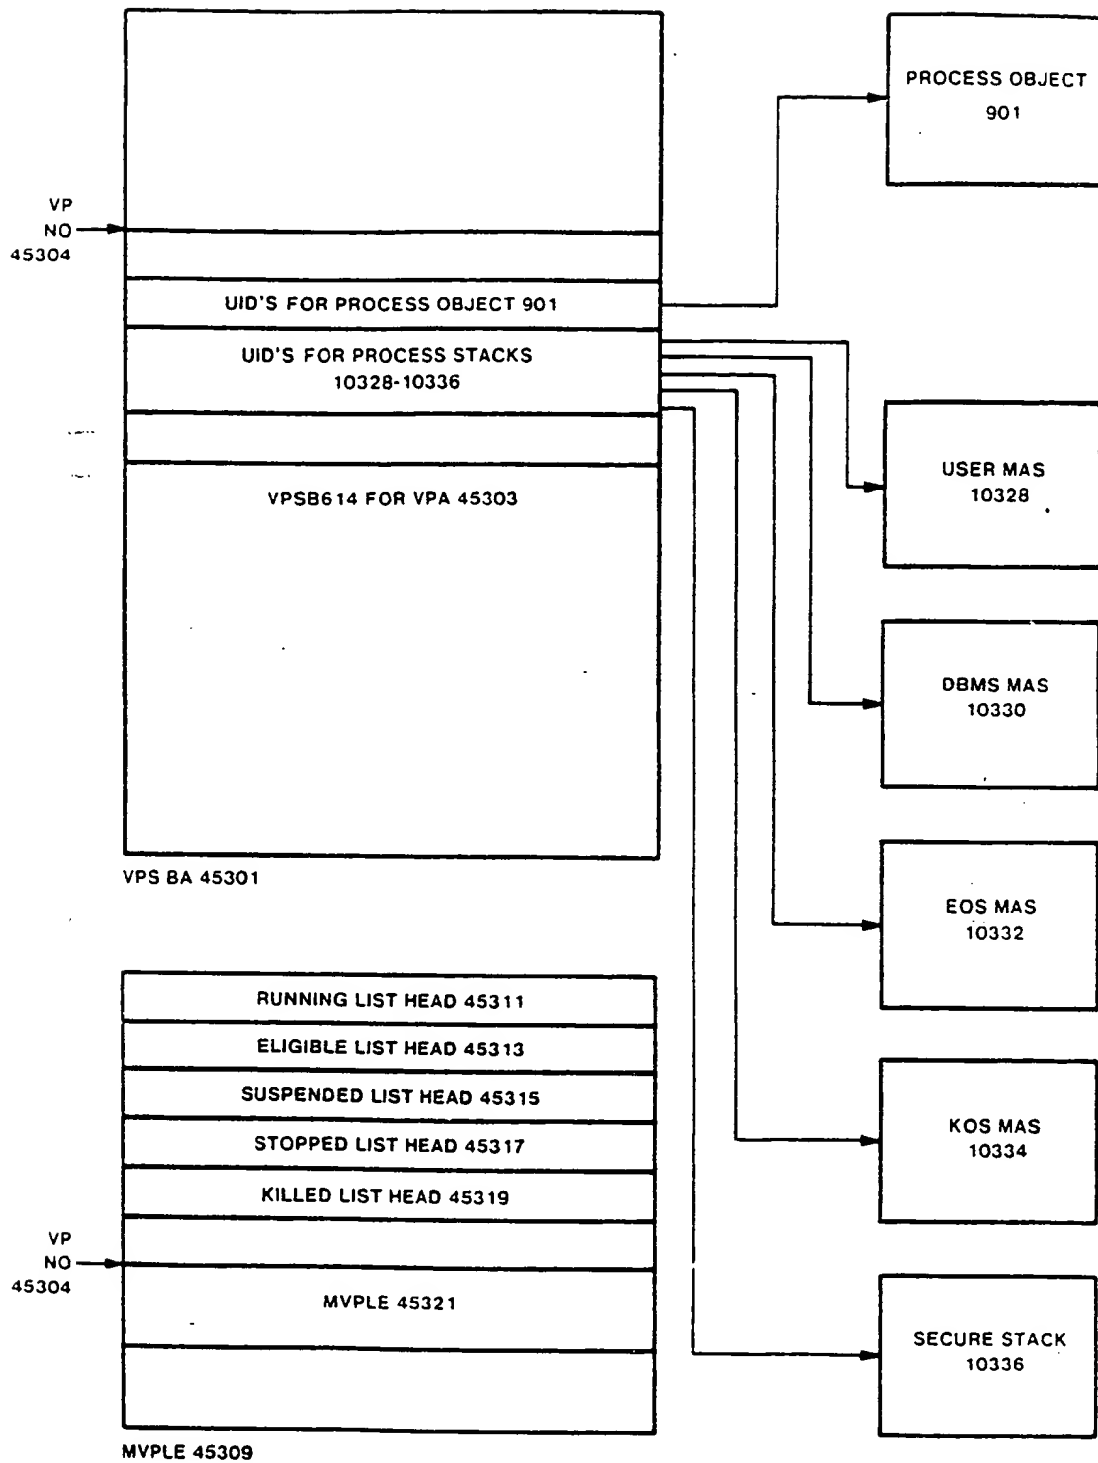 PROCESS OBJECT
901
VP
NO
45304
UID'S FOR PROCESS OBJECT 901
UID'S FOR PROCESS STACKS
10328-10336
VPSB614 FOR VPA 45303
USER MAS
10328
DBMS MAS
10330
VPS BA 45301
EOS MAS
10332
RUNNING LIST HEAD 45311
ELIGIBLE LIST HEAD 45313
SUSPENDED LIST HEAD 45315
STOPPED LIST HEAD 45317
KILLED LIST HEAD 45319
KOS MAS
10334
VP
NO
45304
MVPLE 45321
SECURE STACK
10336
MVPLE 45309